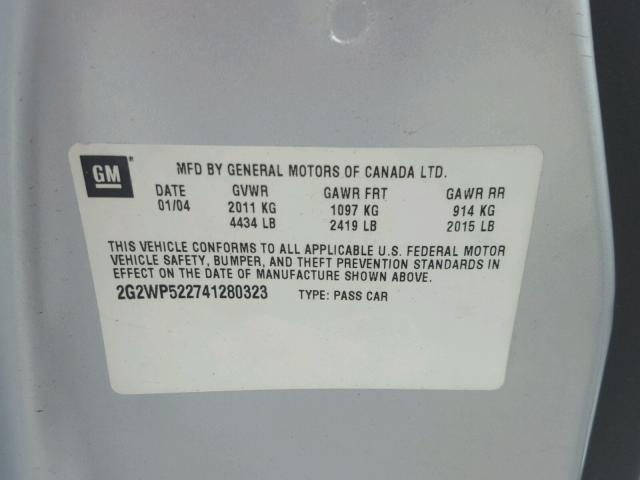 GM ®
MFD BY GENERAL MOTORS OF CANADA LTD.
DATE GVWR GAWR FRT GAWR RR
01/04 2011 KG 1097 KG 914 KG
4434 LB 2419 LB 2015 LB
THIS VEHICLE CONFORMS TO ALL APPLICABLE U.S. FEDERAL MOTOR
VEHICLE SAFETY, BUMPER, AND THEFT PREVENTION STANDARDS IN
EFFECT ON THE DATE OF MANUFACTURE SHOWN ABOVE.
2G2WP522741280323 TYPE: PASS CAR